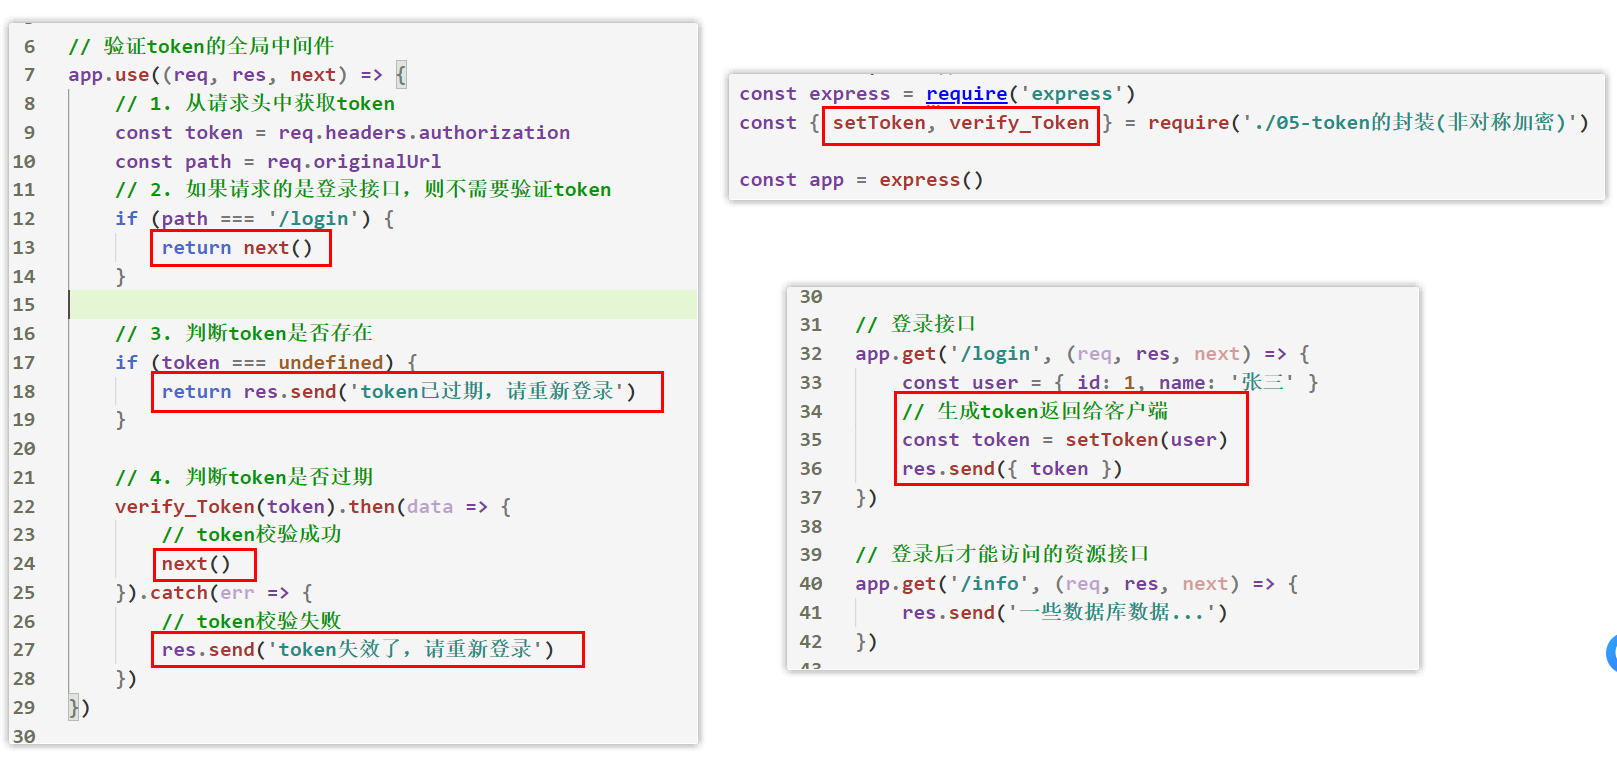 6 // 验证token的全局中间件
7 app.use((req, res, next) => {
8 // 1. 从请求头中获取token
9 const token = req.headers.authorization
10 const path = req.originalUrl
11 // 2. 如果请求的是登录接口，则不需要验证token
12 if (path === '/login') {
13 return next()
14 }
15
16 // 3. 判断token是否存在
17 if (token === undefined) {
18 return res.send('token已过期，请重新登录')
19 }
20
21 // 4. 判断token是否过期
22 verify_Token(token).then(data => {
23 // token校验成功
24 next()
25 }).catch(err => {
26 // token校验失败
27 res.send('token失效了，请重新登录')
28 })
29 })
30
const express = require('express')
const { setToken, verify_Token } = require('./05-token的封装(非对称加密)')
const app = express()
30
31 // 登录接口
32 app.get('/login', (req, res, next) => {
33 const user = { id: 1, name: '张三' }
34 // 生成token返回给客户端
35 const token = setToken(user)
36 res.send({ token })
37 })
38
39 // 登录后才能访问的资源接口
40 app.get('/info', (req, res, next) => {
41 res.send('一些数据库数据...')
42 })